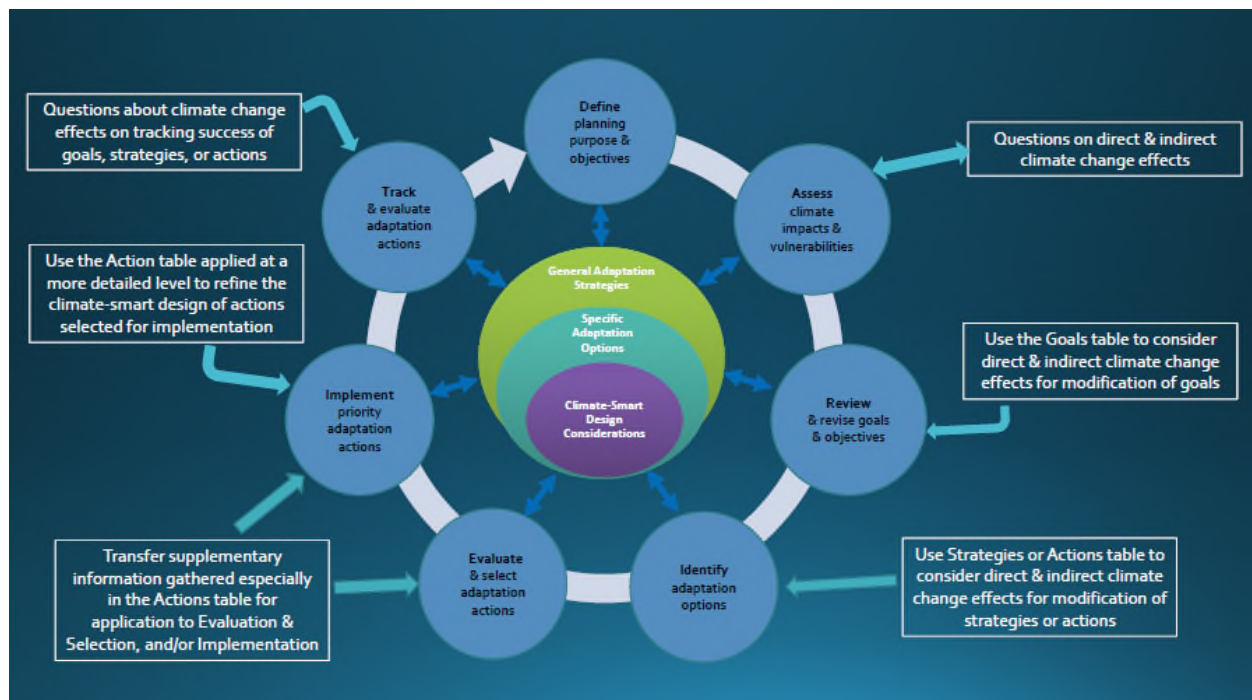 Define
planning
purpose &
objectives
Questions about climate change
effects on tracking success of
goals, strategies, or actions
Questions on direct & indirect
climate change effects
Track
& evaluate
adaptation
actions
Assess
climate
impacts &
vulnerabilities
General Adaptation
Strategies
Use the Action table applied at a
more detailed level to refine the
climate-smart design of actions
selected for implementation
Specific
Adaptation
Options
Use the Goals table to consider
direct & indirect climate change
effects for modification of goals
Implement
priority
adaptation
actions
Climate-Smart
Design
Considerations
Review
& revise goals
& objectives
Transfer supplementary
information gathered especially
in the Actions table for
application to Evaluation &
Selection, and/or Implementation
Evaluate
& select
adaptation
actions
Identify
adaptation
options
Use Strategies or Actions table to
consider direct & indirect climate
change effects for modification of
strategies or actions